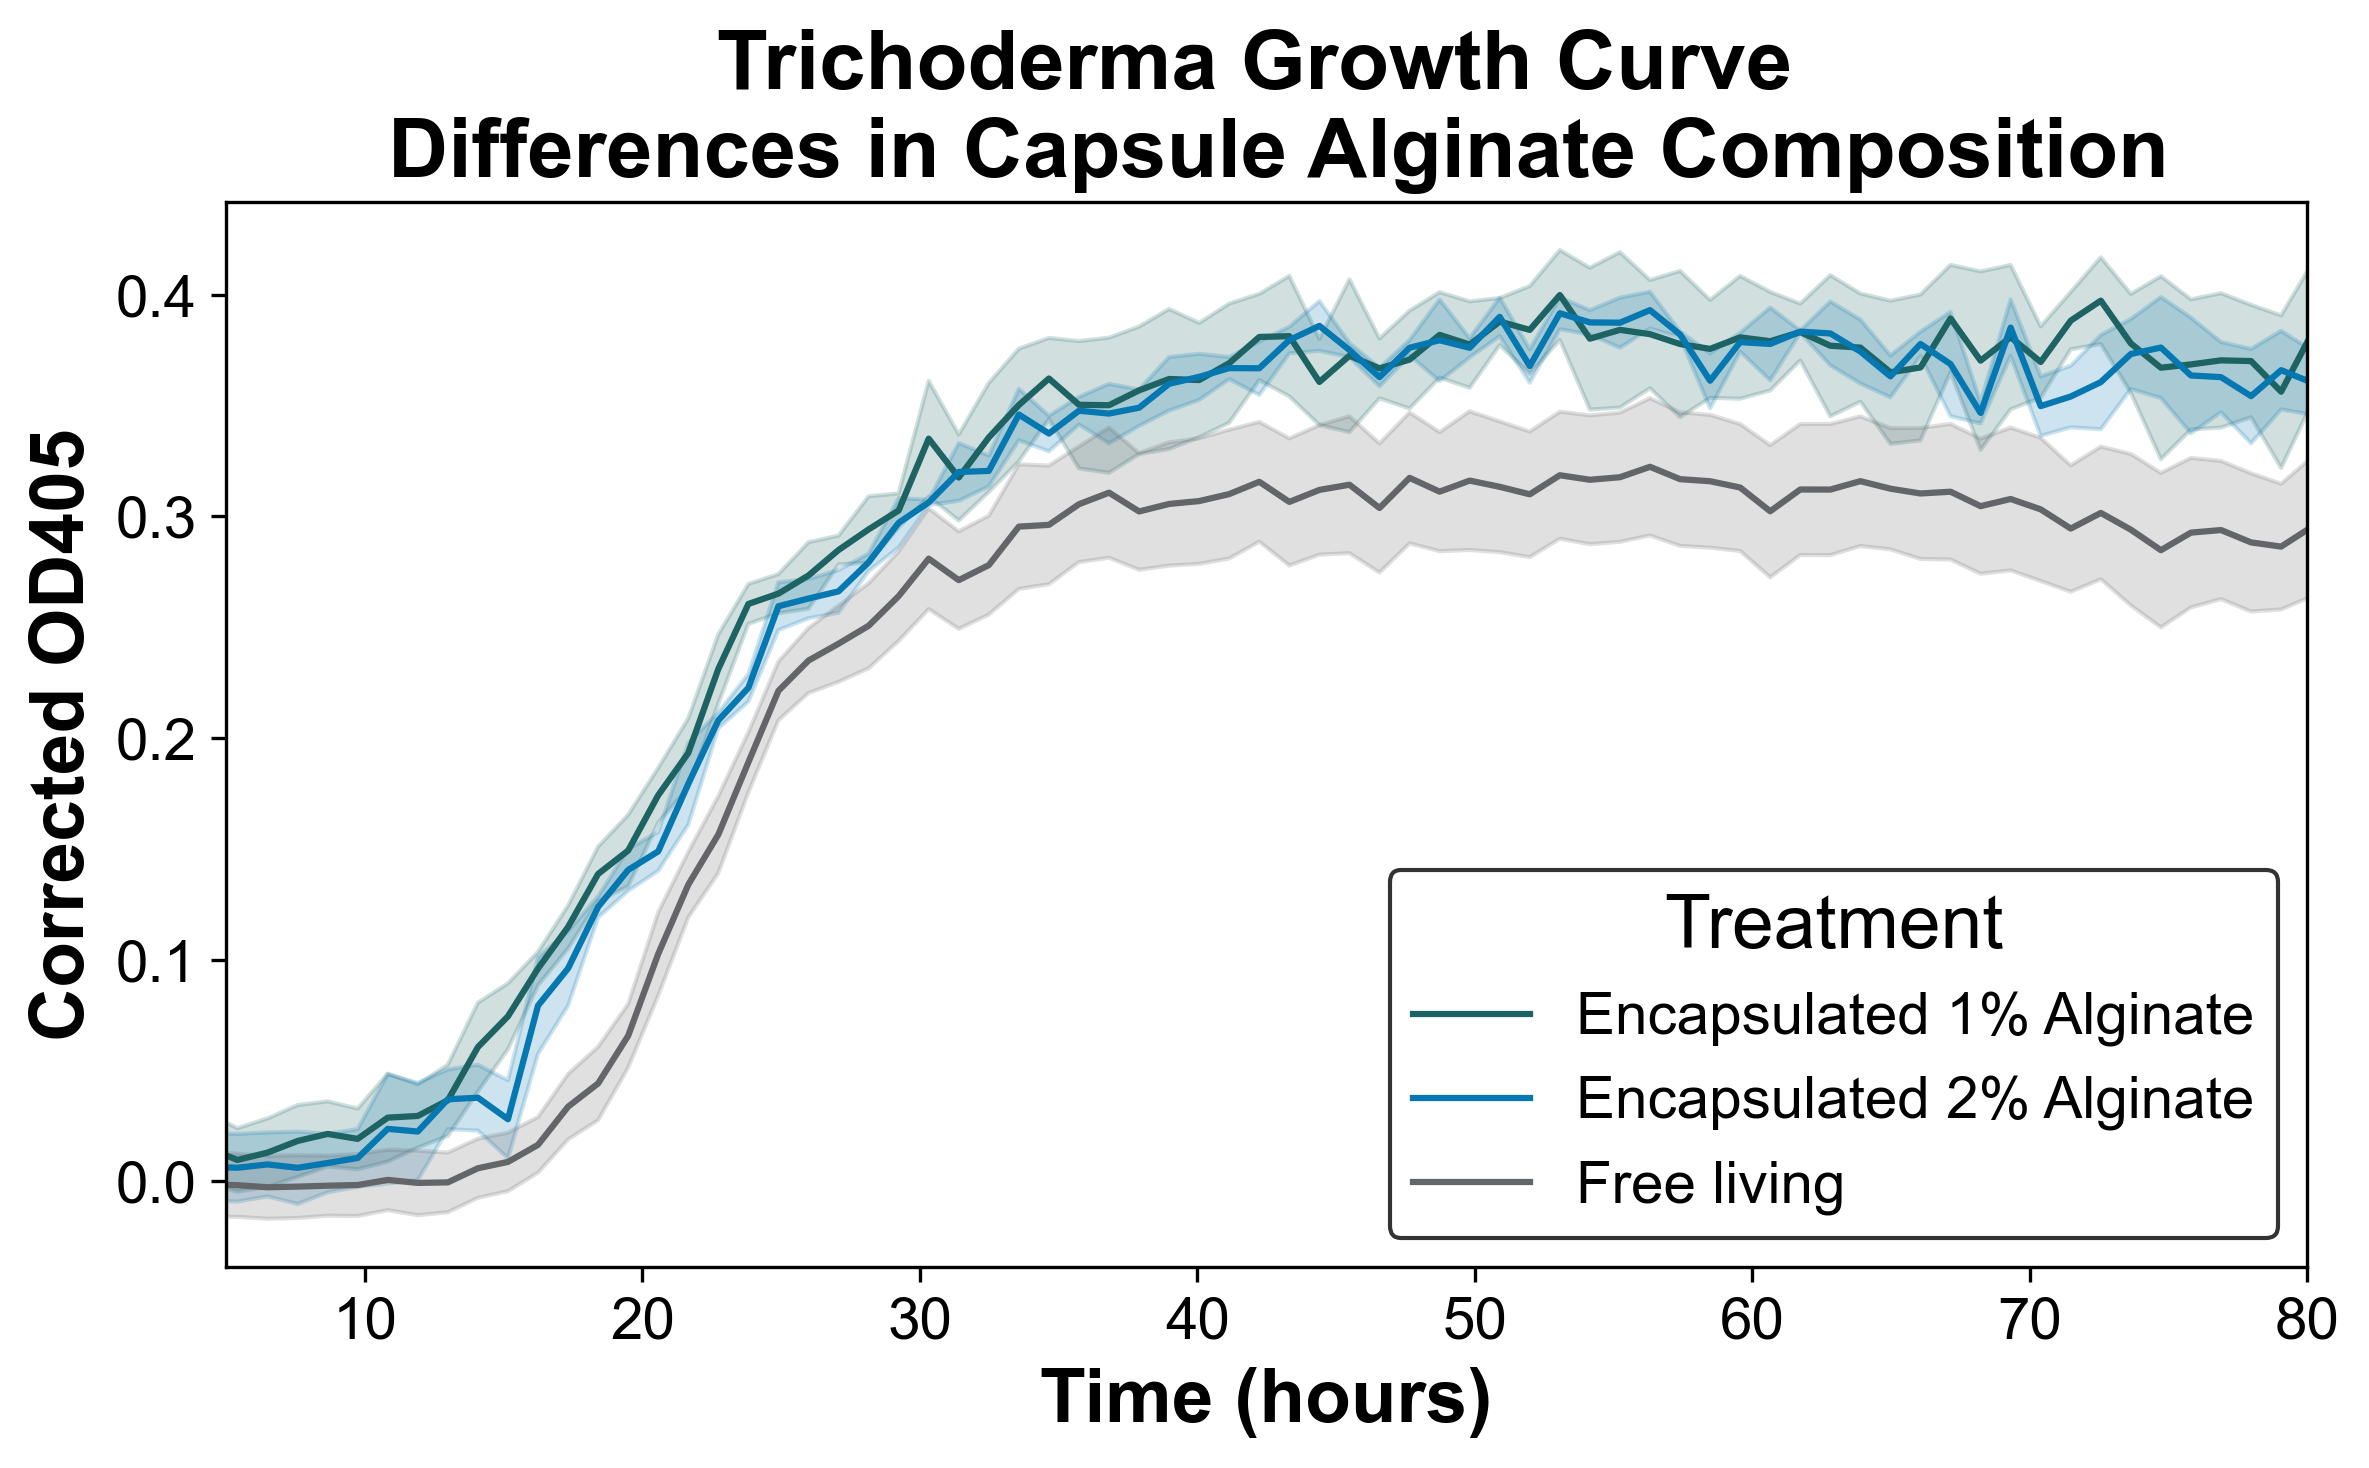 Trichoderma Growth Curve
Differences in Capsule Alginate Composition
Corrected OD405
0.4
0.3
0.2
0.1
0.0
Treatment
Encapsulated 1% Alginate
Encapsulated 2% Alginate
Free living
10 20 30 40 50 60 70 80
Time (hours)